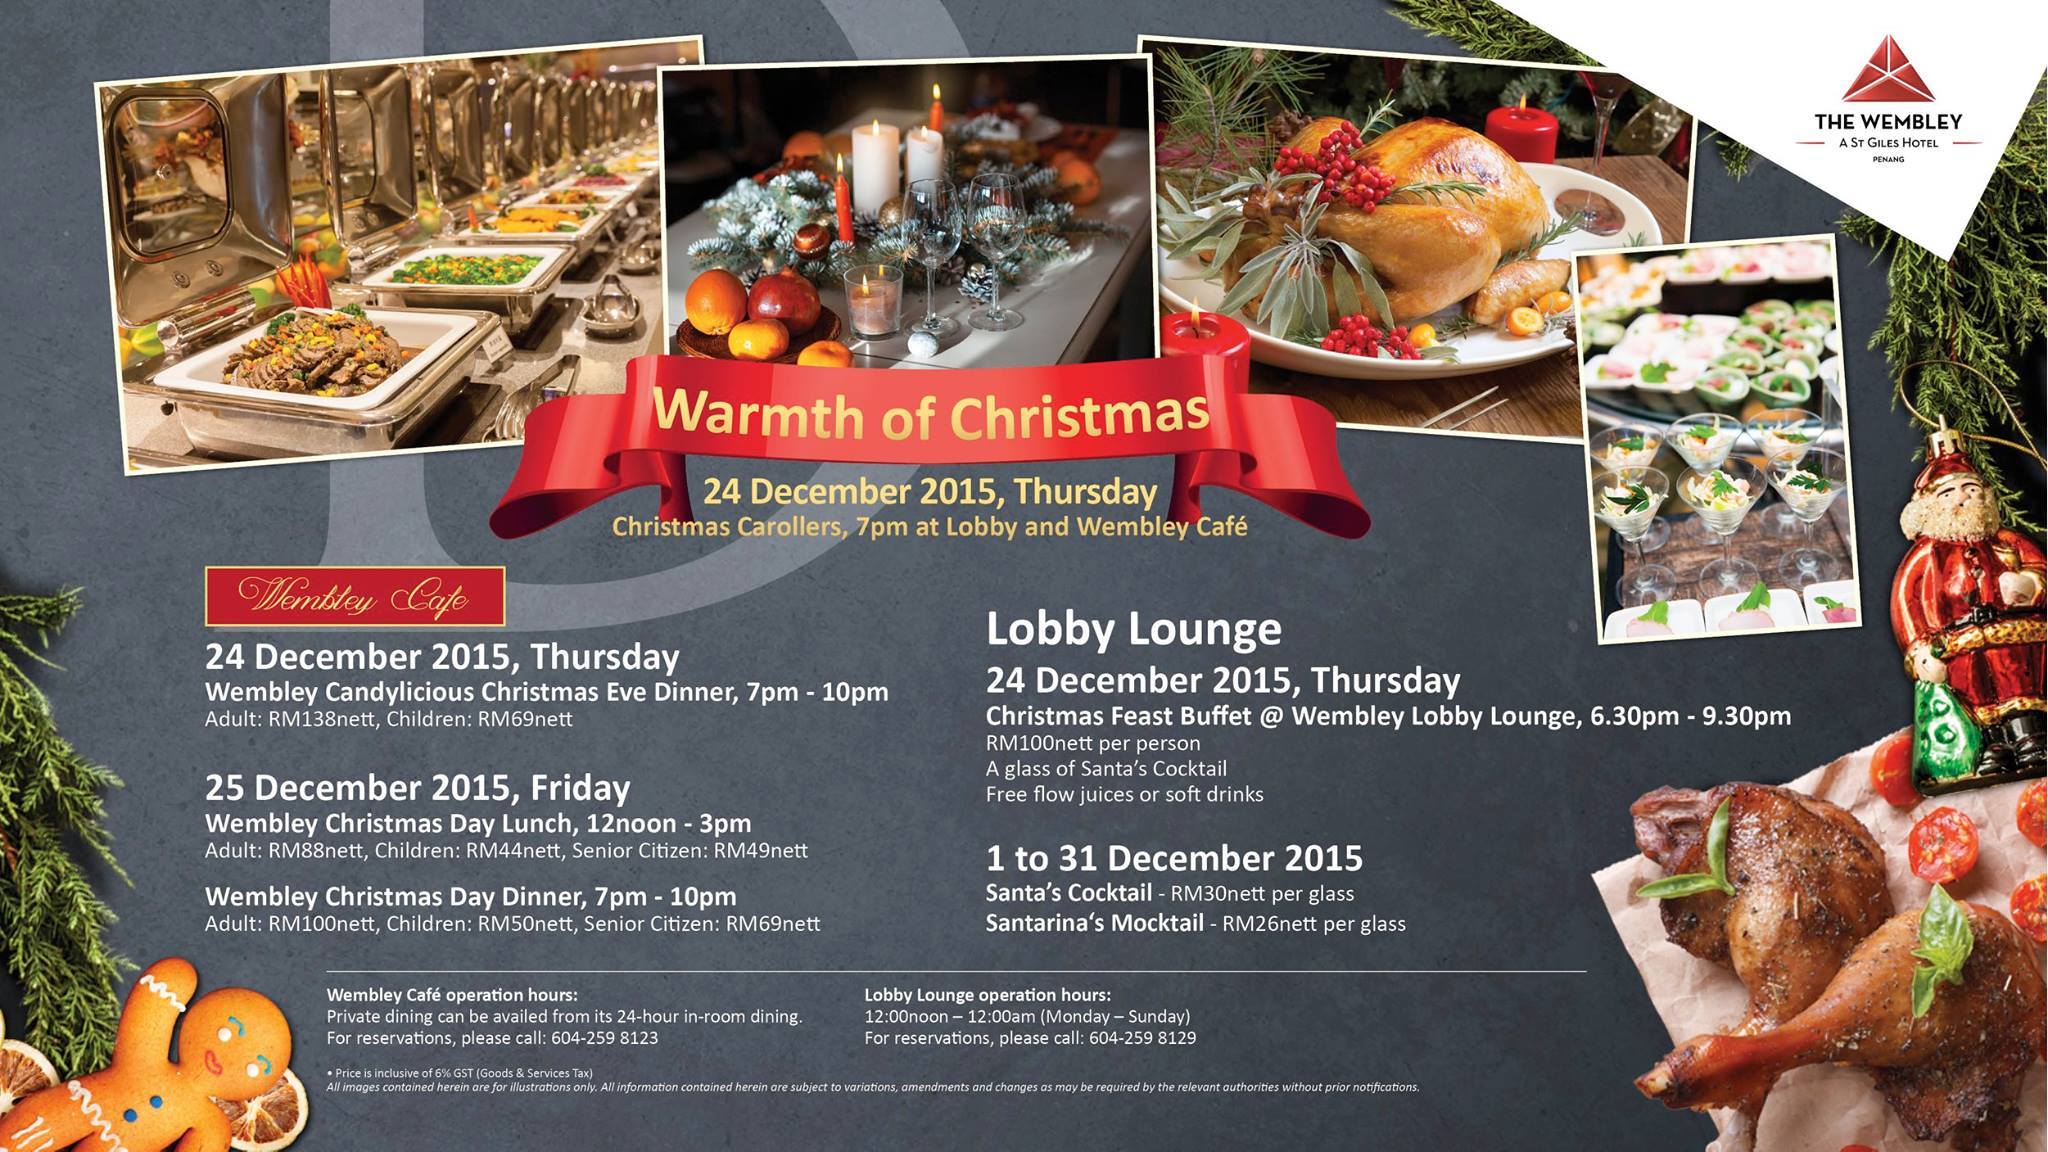 THE WEMBLEY
A ST GILES HOTEL
PENANG
Warmth of Christmas
24 December 2015, Thursday
Christmas Carollers, 7pm at Lobby and Wembley Café
Wembley Cafe
24 December 2015, Thursday
Wembley Candylicious Christmas Eve Dinner, 7pm - 10pm
Adult: RM138nett, Children: RM69nett
25 December 2015, Friday
Wembley Christmas Day Lunch, 12noon - 3pm
Adult: RM88nett, Children: RM44nett, Senior Citizen: RM49nett
Wembley Christmas Day Dinner, 7pm - 10pm
Adult: RM100nett, Children: RM50nett, Senior Citizen: RM69nett
Lobby Lounge
24 December 2015, Thursday
Christmas Feast Buffet @ Wembley Lobby Lounge, 6.30pm - 9.30pm
RM100nett per person
A glass of Santa's Cocktail
Free flow juices or soft drinks
1 to 31 December 2015
Santa's Cocktail - RM30nett per glass
Santarina‘s Mocktail - RM26nett per glass
Wembley Café operation hours:
Private dining can be availed from its 24-hour in-room dining.
For reservations, please call: 604-259 8123
Lobby Lounge operation hours:
12:00noon – 12:00am (Monday – Sunday)
For reservations, please call: 604-259 8129
• Price is inclusive of 6% GST (Goods & Services Tax)
All images contained herein are for illustrations only. All information contained herein are subject to variations, amendments and changes as may be required by the relevant authorities without prior notifications.